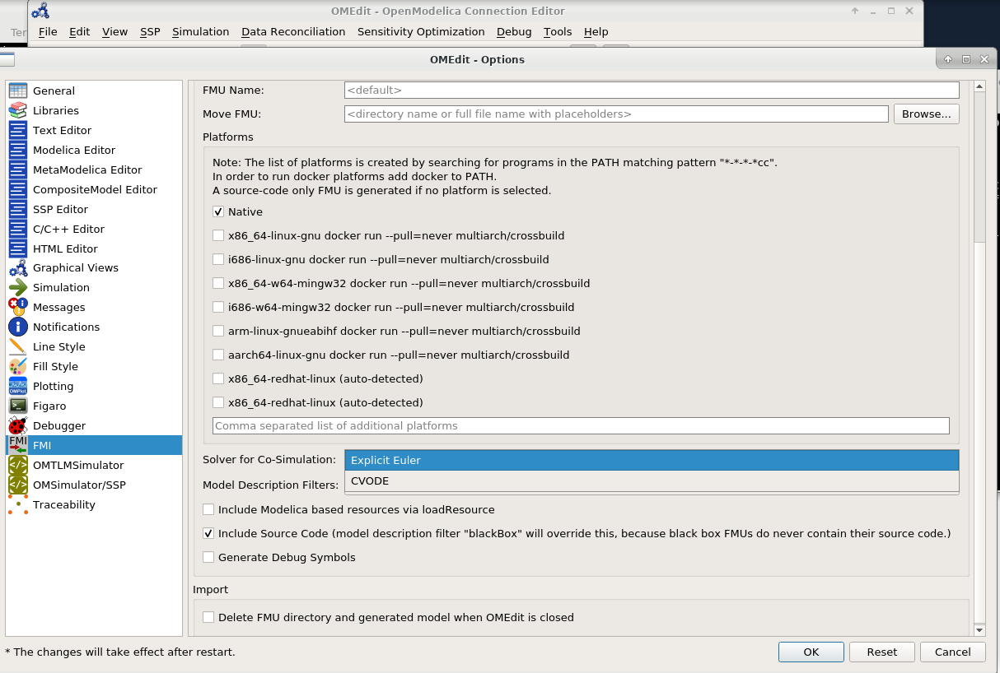 OMEdit - OpenModelica Connection Editor
Ter
File Edit View SSP Simulation Data Reconciliation Sensitivity Optimization Debug Tools Help
OMEdit - Options
General
Libraries
Text Editor
Modelica Editor
MetaModelica Editor
CompositeModel Editor
SSP Editor
C/C++ Editor
HTML Editor
Graphical Views
Simulation
Messages
Notifications
Line Style
Fill Style
Plotting
Figaro
Debugger
FMI
OMTLMSimulator
OMSimulator/SSP
Traceability
FMU Name: <default>
Move FMU: <directory name or full file name with placeholders> Browse...
Platforms
Note: The list of platforms is created by searching for programs in the PATH matching pattern "*-*-*-*cc".
In order to run docker platforms add docker to PATH.
A source-code only FMU is generated if no platform is selected.
Native
x86_64-linux-gnu docker run --pull=never multiarch/crossbuild
i686-linux-gnu docker run --pull=never multiarch/crossbuild
x86_64-w64-mingw32 docker run --pull=never multiarch/crossbuild
i686-w64-mingw32 docker run --pull=never multiarch/crossbuild
arm-linux-gnueabihf docker run --pull=never multiarch/crossbuild
aarch64-linux-gnu docker run --pull=never multiarch/crossbuild
x86_64-redhat-linux (auto-detected)
x86_64-redhat-linux (auto-detected)
Comma separated list of additional platforms
Solver for Co-Simulation: Explicit Euler
CVODE
Model Description Filters:
Include Modelica based resources via loadResource
Include Source Code (model description filter "blackBox" will override this, because black box FMUs do never contain their source code.)
Generate Debug Symbols
Import
Delete FMU directory and generated model when OMEdit is closed
* The changes will take effect after restart.
OK Reset Cancel